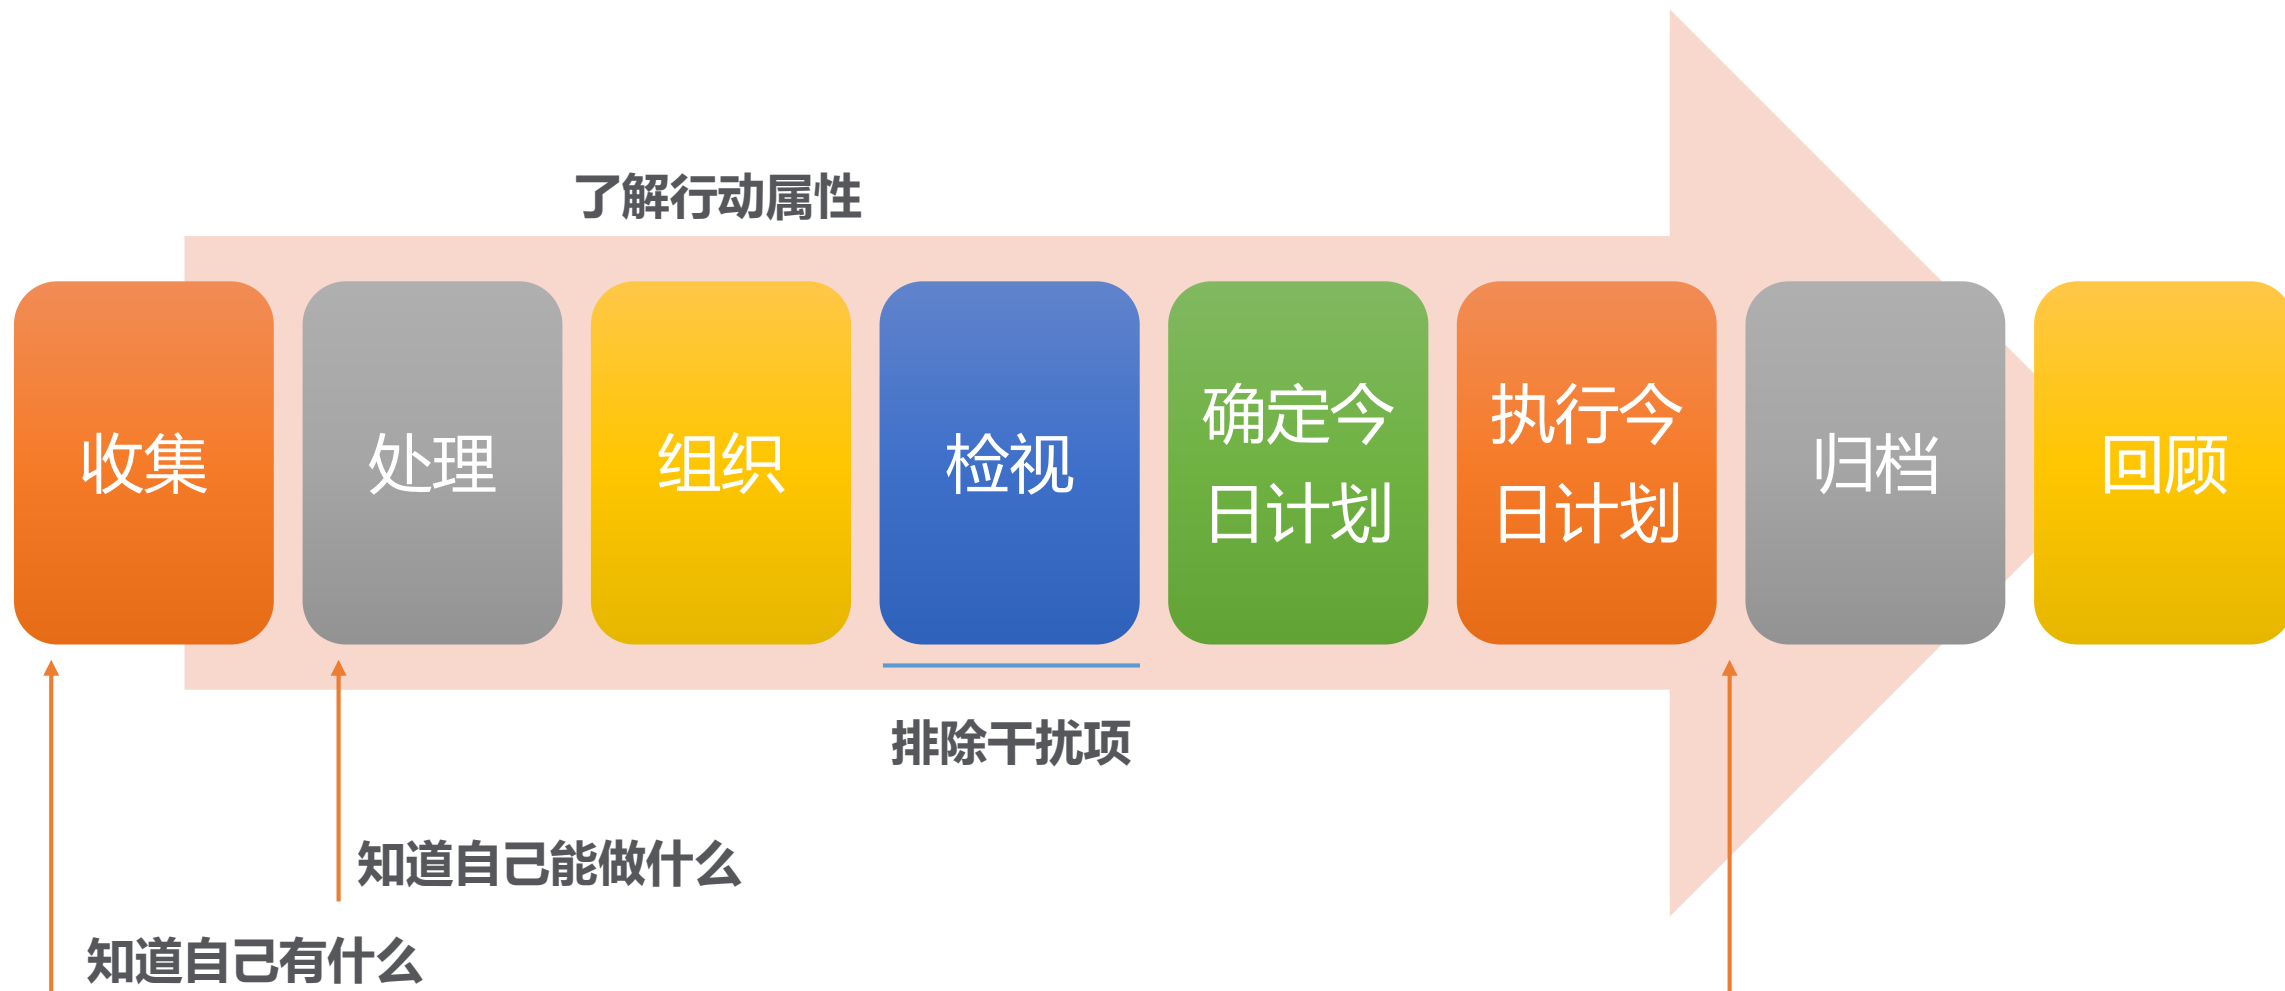 了解行动属性
收集
处理
组织
检视
确定今
日计划
执行今
日计划
归档
回顾
排除干扰项
知道自己能做什么
知道自己有什么